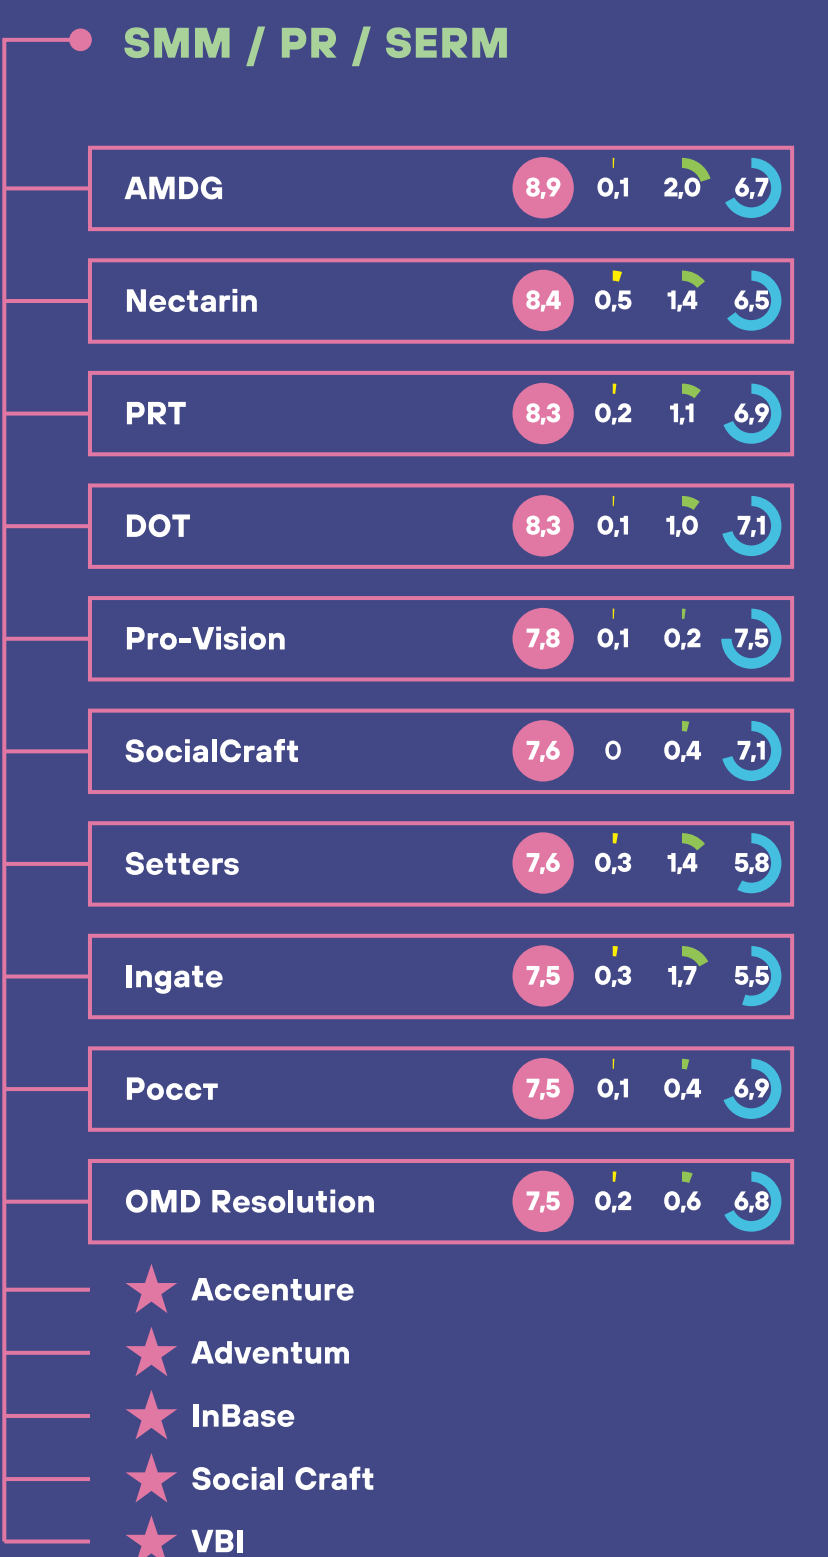 SMM / PR / SERM
AMDG 8,9 0,1 2,0 6,7
Nectarin 8,4 0,5 1,4 6,5
PRT 8,3 0,2 1,1 6,9
DOT 8,3 0,1 1,0 7,1
Pro-Vision 7,8 0,1 0,2 7,5
SocialCraft 7,6 0 0,4 7,1
Setters 7,6 0,3 1,4 5,8
Ingate 7,5 0,3 1,7 5,5
Росст 7,5 0,1 0,4 6,9
OMD Resolution 7,5 0,2 0,6 6,8
Accenture
Adventum
InBase
Social Craft
VBI